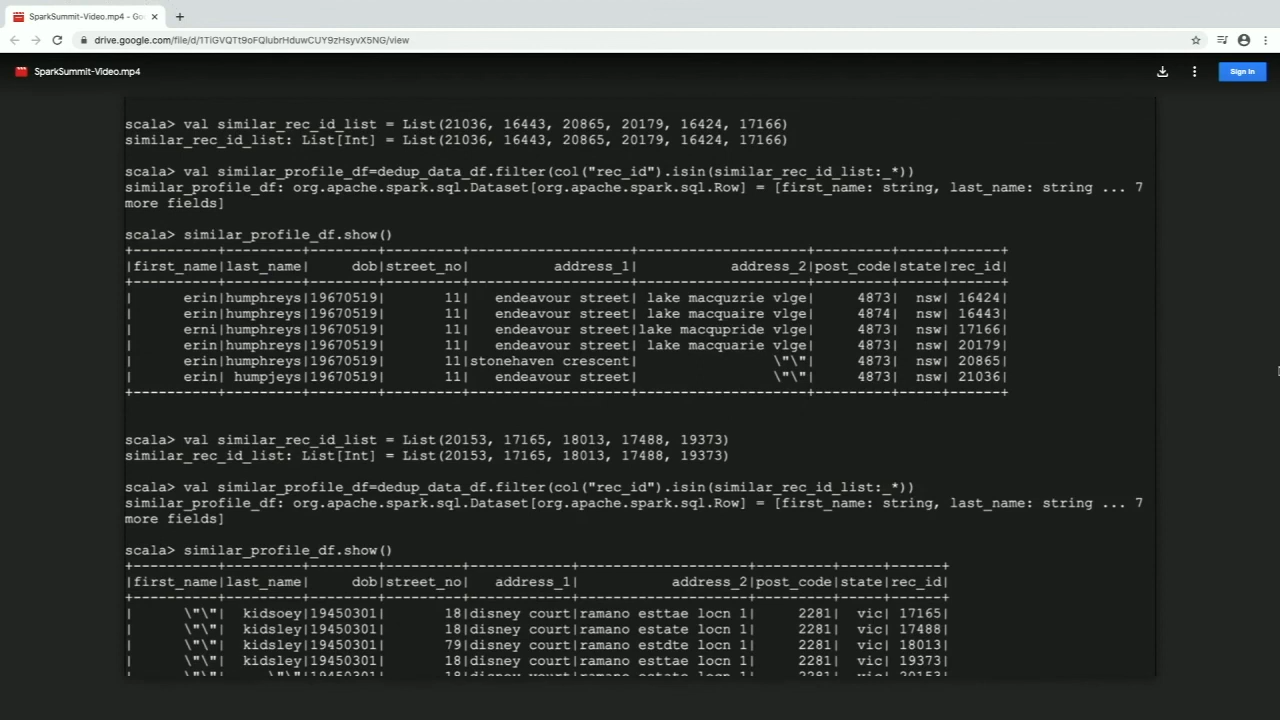 SparkSummit-Video.mp4 - Go
drive.google.com/file/d/1TiGVQTt9oFQIubrHduwCUY9zHsyvX5NG/view
SparkSummit-Video.mp4
Sign in
scala> val similar_rec_id_list = List(21036, 16443, 20865, 20179, 16424, 17166)
similar_rec_id_list: List[Int] = List(21036, 16443, 20865, 20179, 16424, 17166)
scala> val similar_profile_df=dedup_data_df.filter(col("rec_id").isin(similar_rec_id_list:_*))
similar_profile_df: org.apache.spark.sql.Dataset[org.apache.spark.sql.Row] = [first_name: string, last_name: string ... 7
more fields]
scala> similar_profile_df.show()
+----------+---------+--------+---------+-------------------+--------------------+---------+-----+------+
|first_name|last_name|     dob|street_no|          address_1|           address_2|post_code|state|rec_id|
+----------+---------+--------+---------+-------------------+--------------------+---------+-----+------+
|      erin|humphreys|19670519|       11|   endeavour street| lake macquzrie vlge|     4873|  nsw| 16424|
|      erin|humphreys|19670519|       11|   endeavour street| lake macquaire vlge|     4874|  nsw| 16443|
|      erni|humphreys|19670519|       11|   endeavour street|lake macqupride vlge|     4873|  nsw| 17166|
|      erin|humphreys|19670519|       11|   endeavour street| lake macquarie vlge|     4873|  nsw| 20179|
|      erin|humphreys|19670519|       11|stonehaven crescent|                \"\"|     4873|  nsw| 20865|
|      erin| humpjeys|19670519|       11|   endeavour street|                \"\"|     4873|  nsw| 21036|
+----------+---------+--------+---------+-------------------+--------------------+---------+-----+------+
scala> val similar_rec_id_list = List(20153, 17165, 18013, 17488, 19373)
similar_rec_id_list: List[Int] = List(20153, 17165, 18013, 17488, 19373)
scala> val similar_profile_df=dedup_data_df.filter(col("rec_id").isin(similar_rec_id_list:_*))
similar_profile_df: org.apache.spark.sql.Dataset[org.apache.spark.sql.Row] = [first_name: string, last_name: string ... 7
more fields]
scala> similar_profile_df.show()
+----------+---------+--------+---------+------------+--------------------+---------+-----+------+
|first_name|last_name|     dob|street_no|   address_1|           address_2|post_code|state|rec_id|
+----------+---------+--------+---------+------------+--------------------+---------+-----+------+
|      \"\"|  kidsoey|19450301|       18|disney court|ramano esttae locn 1|     2281|  vic| 17165|
|      \"\"|  kidsley|19450301|       18|disney court|ramano estate locn 1|     2281|  vic| 17488|
|      \"\"|  kidsley|19450301|       79|disney court|ramano estdte locn 1|     2281|  vic| 18013|
|      \"\"|  kidsley|19450301|       18|disney court|ramano esttae locn 1|     2281|  vic| 19373|